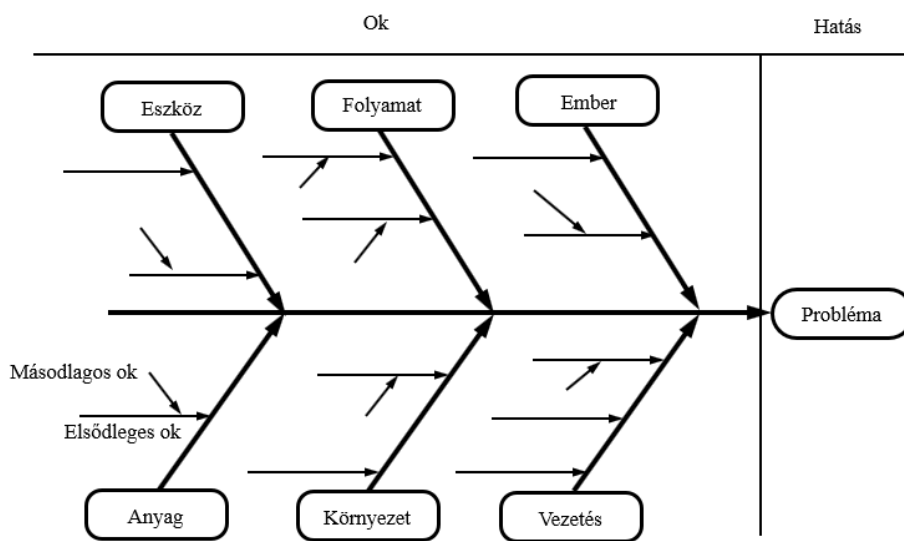 Ok
Hatás
Eszköz
Folyamat
Ember
Probléma
Másodlagos ok
Elsődleges ok
Anyag
Környezet
Vezetés